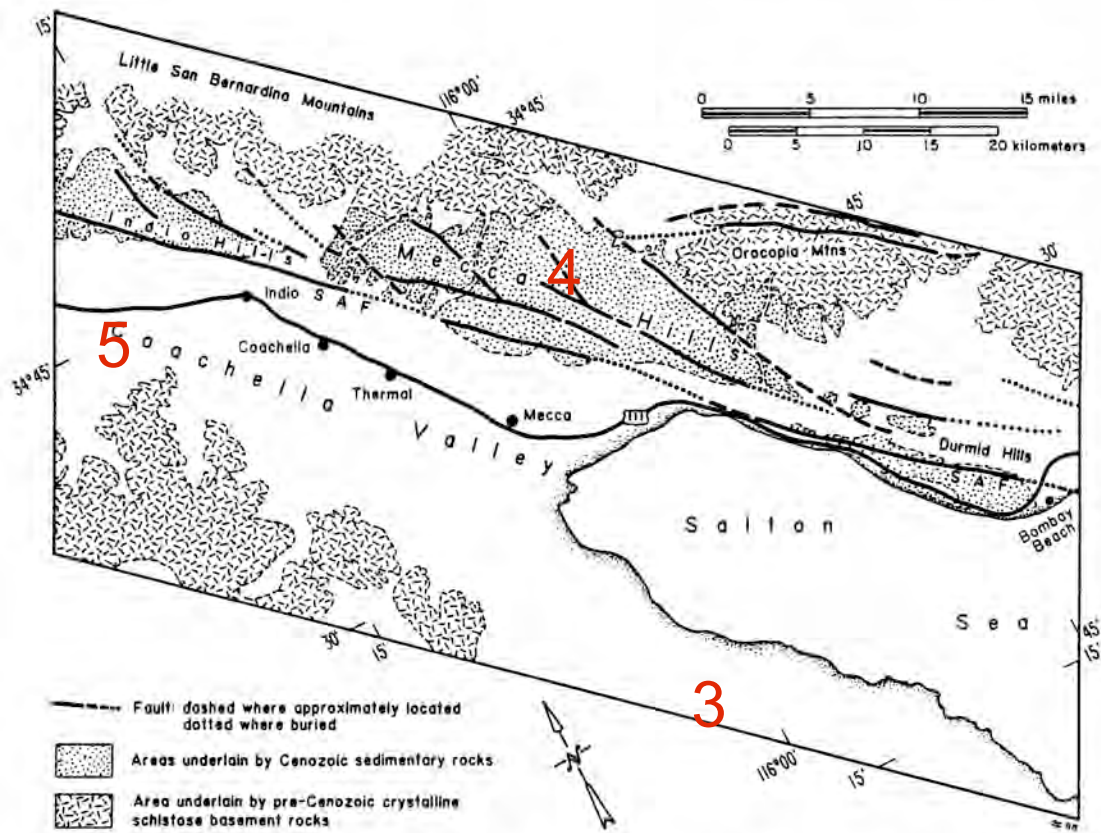 15'
Little San Bernardino Mountains
116°00'
34°45'
0 5 10 15 miles
0 5 10 15 20 kilometers
45'
30'
Indio Hills
Mecca Hills
4
Orocopia Mtns
SAF
Indio
5
Coachella Valley
Coachella
34°45'
Thermal
Mecca
111
Durmid Hills
SAF
Bombay
Beach
Salton
Sea
30'
15'
45'
15'
3
116°00'
15'
N
Fault: dashed where approximately located
dotted where buried
Areas underlain by Cenozoic sedimentary rocks
Area underlain by pre-Cenozoic crystalline
schistose basement rocks